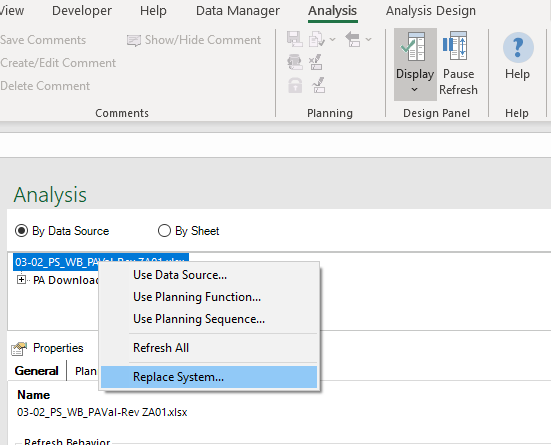 View Developer Help Data Manager Analysis Analysis Design
Save Comments Show/Hide Comment
Create/Edit Comment
Delete Comment
Display Pause Refresh Help
Comments Planning Design Panel Help
Analysis
By Data Source By Sheet
03-02_PS_WB_PAVal-Rev ZA01.xlsx
PA Download
Use Data Source...
Use Planning Function...
Use Planning Sequence...
Refresh All
Replace System...
Properties
General Plan
Name
03-02_PS_WB_PAVal-Rev ZA01.xlsx
Refresh Behavior